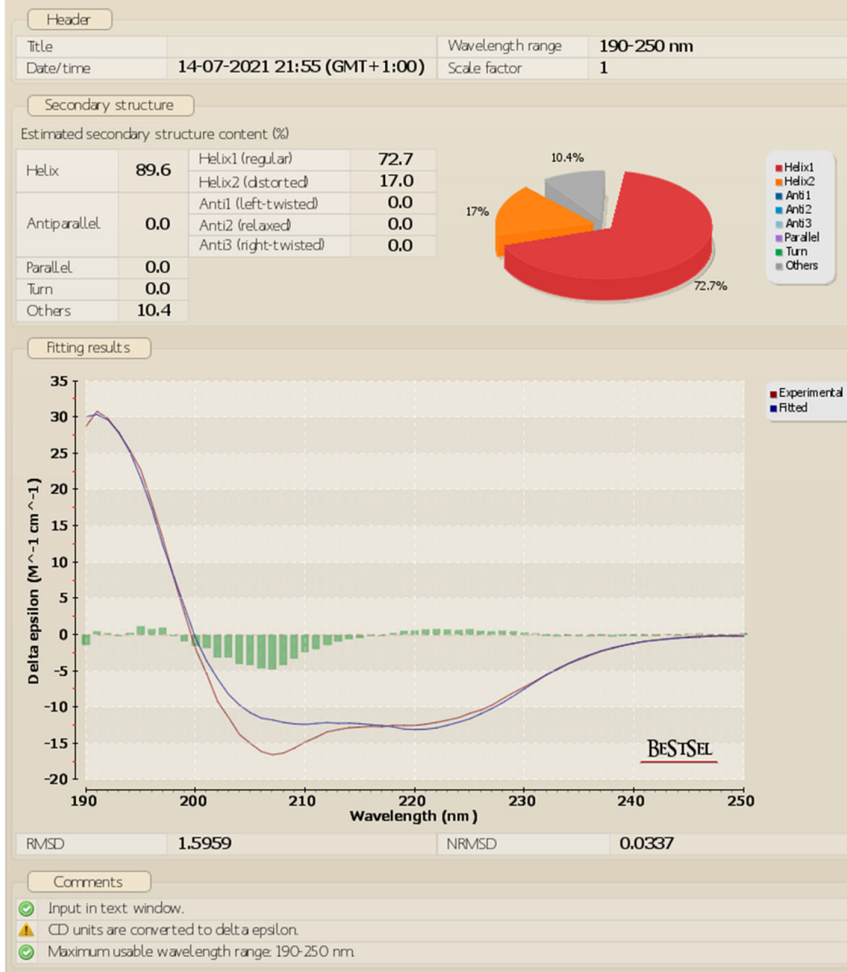 Header
Title
Wavelength range 190-250 nm
Date/time 14-07-2021 21:55 (GMT+1:00) Scale factor 1
Secondary structure
Estimated secondary structure content (%)
Helix 89.6
Helix1 (regular) 72.7
Helix2 (distorted) 17.0
Antiparallel 0.0
Anti1 (left-twisted) 0.0
Anti2 (relaxed) 0.0
Anti3 (right-twisted) 0.0
Parallel 0.0
Turn 0.0
Others 10.4
10.4%
17%
72.7%
Helix1
Helix2
Anti1
Anti2
Anti3
Parallel
Turn
Others
Fitting results
35
30
25
20
15
10
5
0
-5
-10
-15
-20
Delta epsilon (M^-1 cm^-1)
190 200 210 220 230 240 250
Wavelength (nm)
BESTSEL
Experimental
Fitted
RMSD 1.5959 NRMSD 0.0337
Comments
Input in text window.
CD units are converted to delta epsilon.
Maximum usable wavelength range: 190-250 nm.